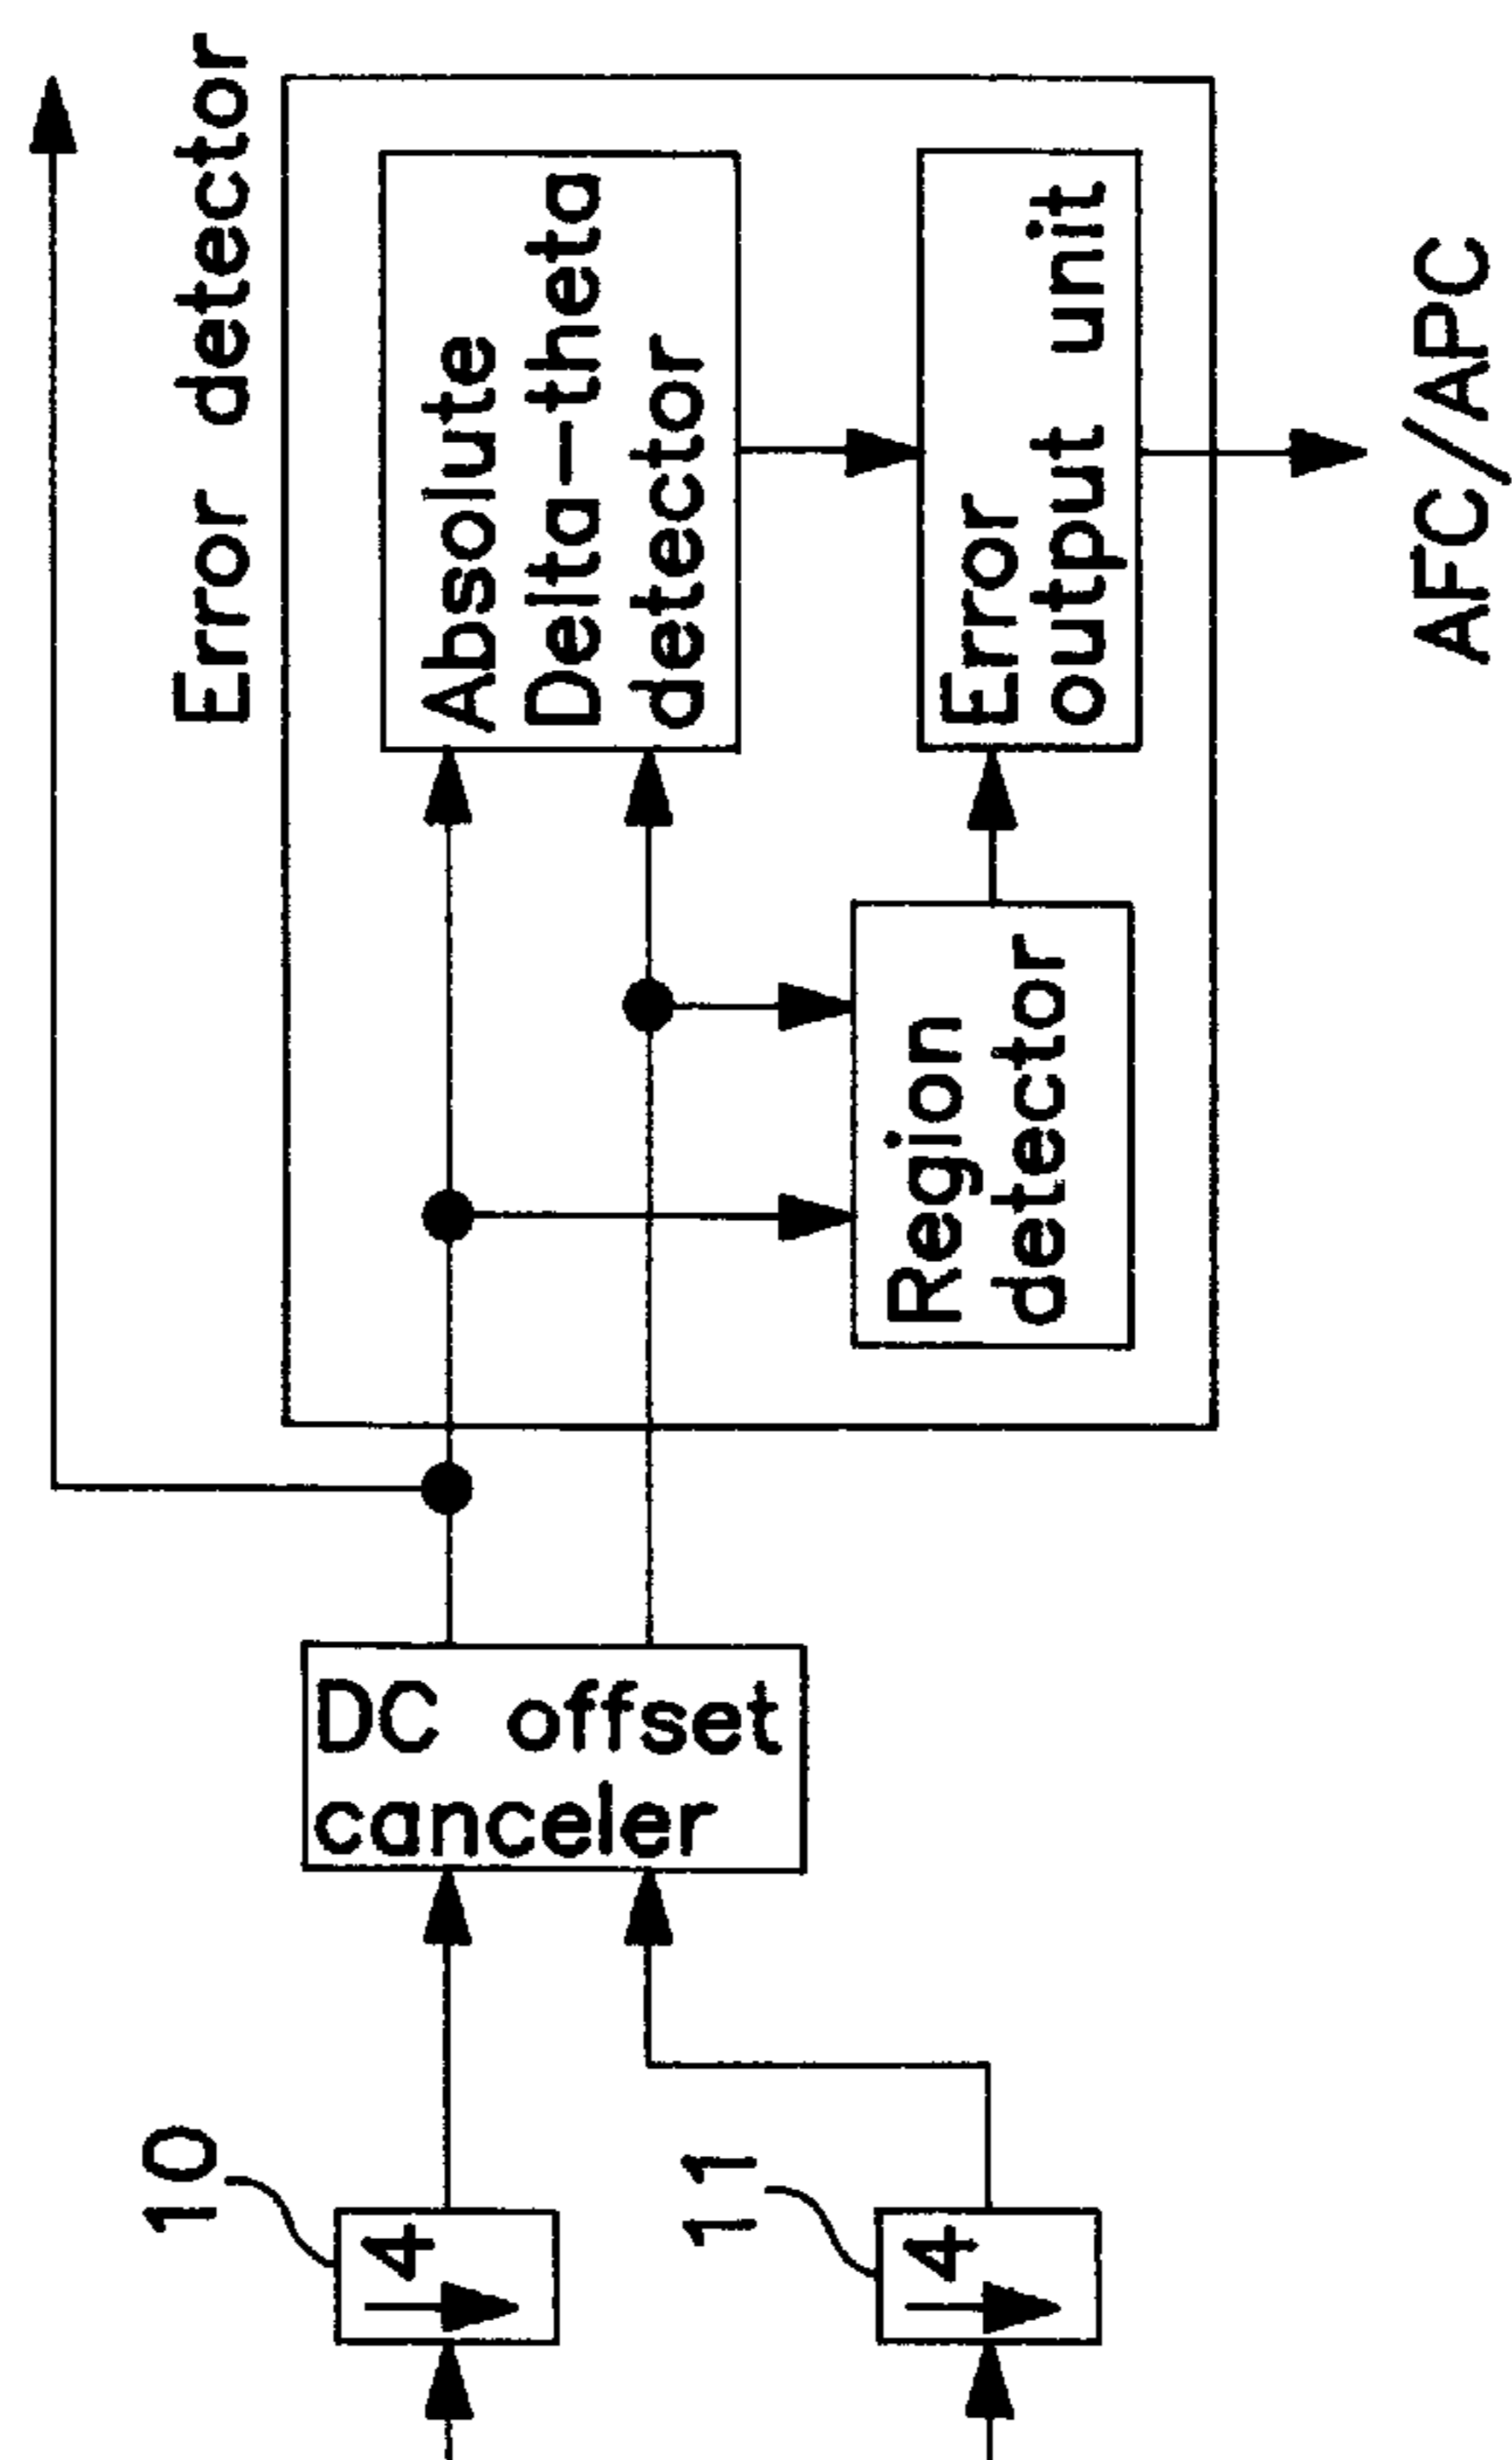 Error detector
Absolute
Delta-theta
detector
Error
output unit
Region
detector
AFC/APC
DC offset
canceler
10
4
11
4